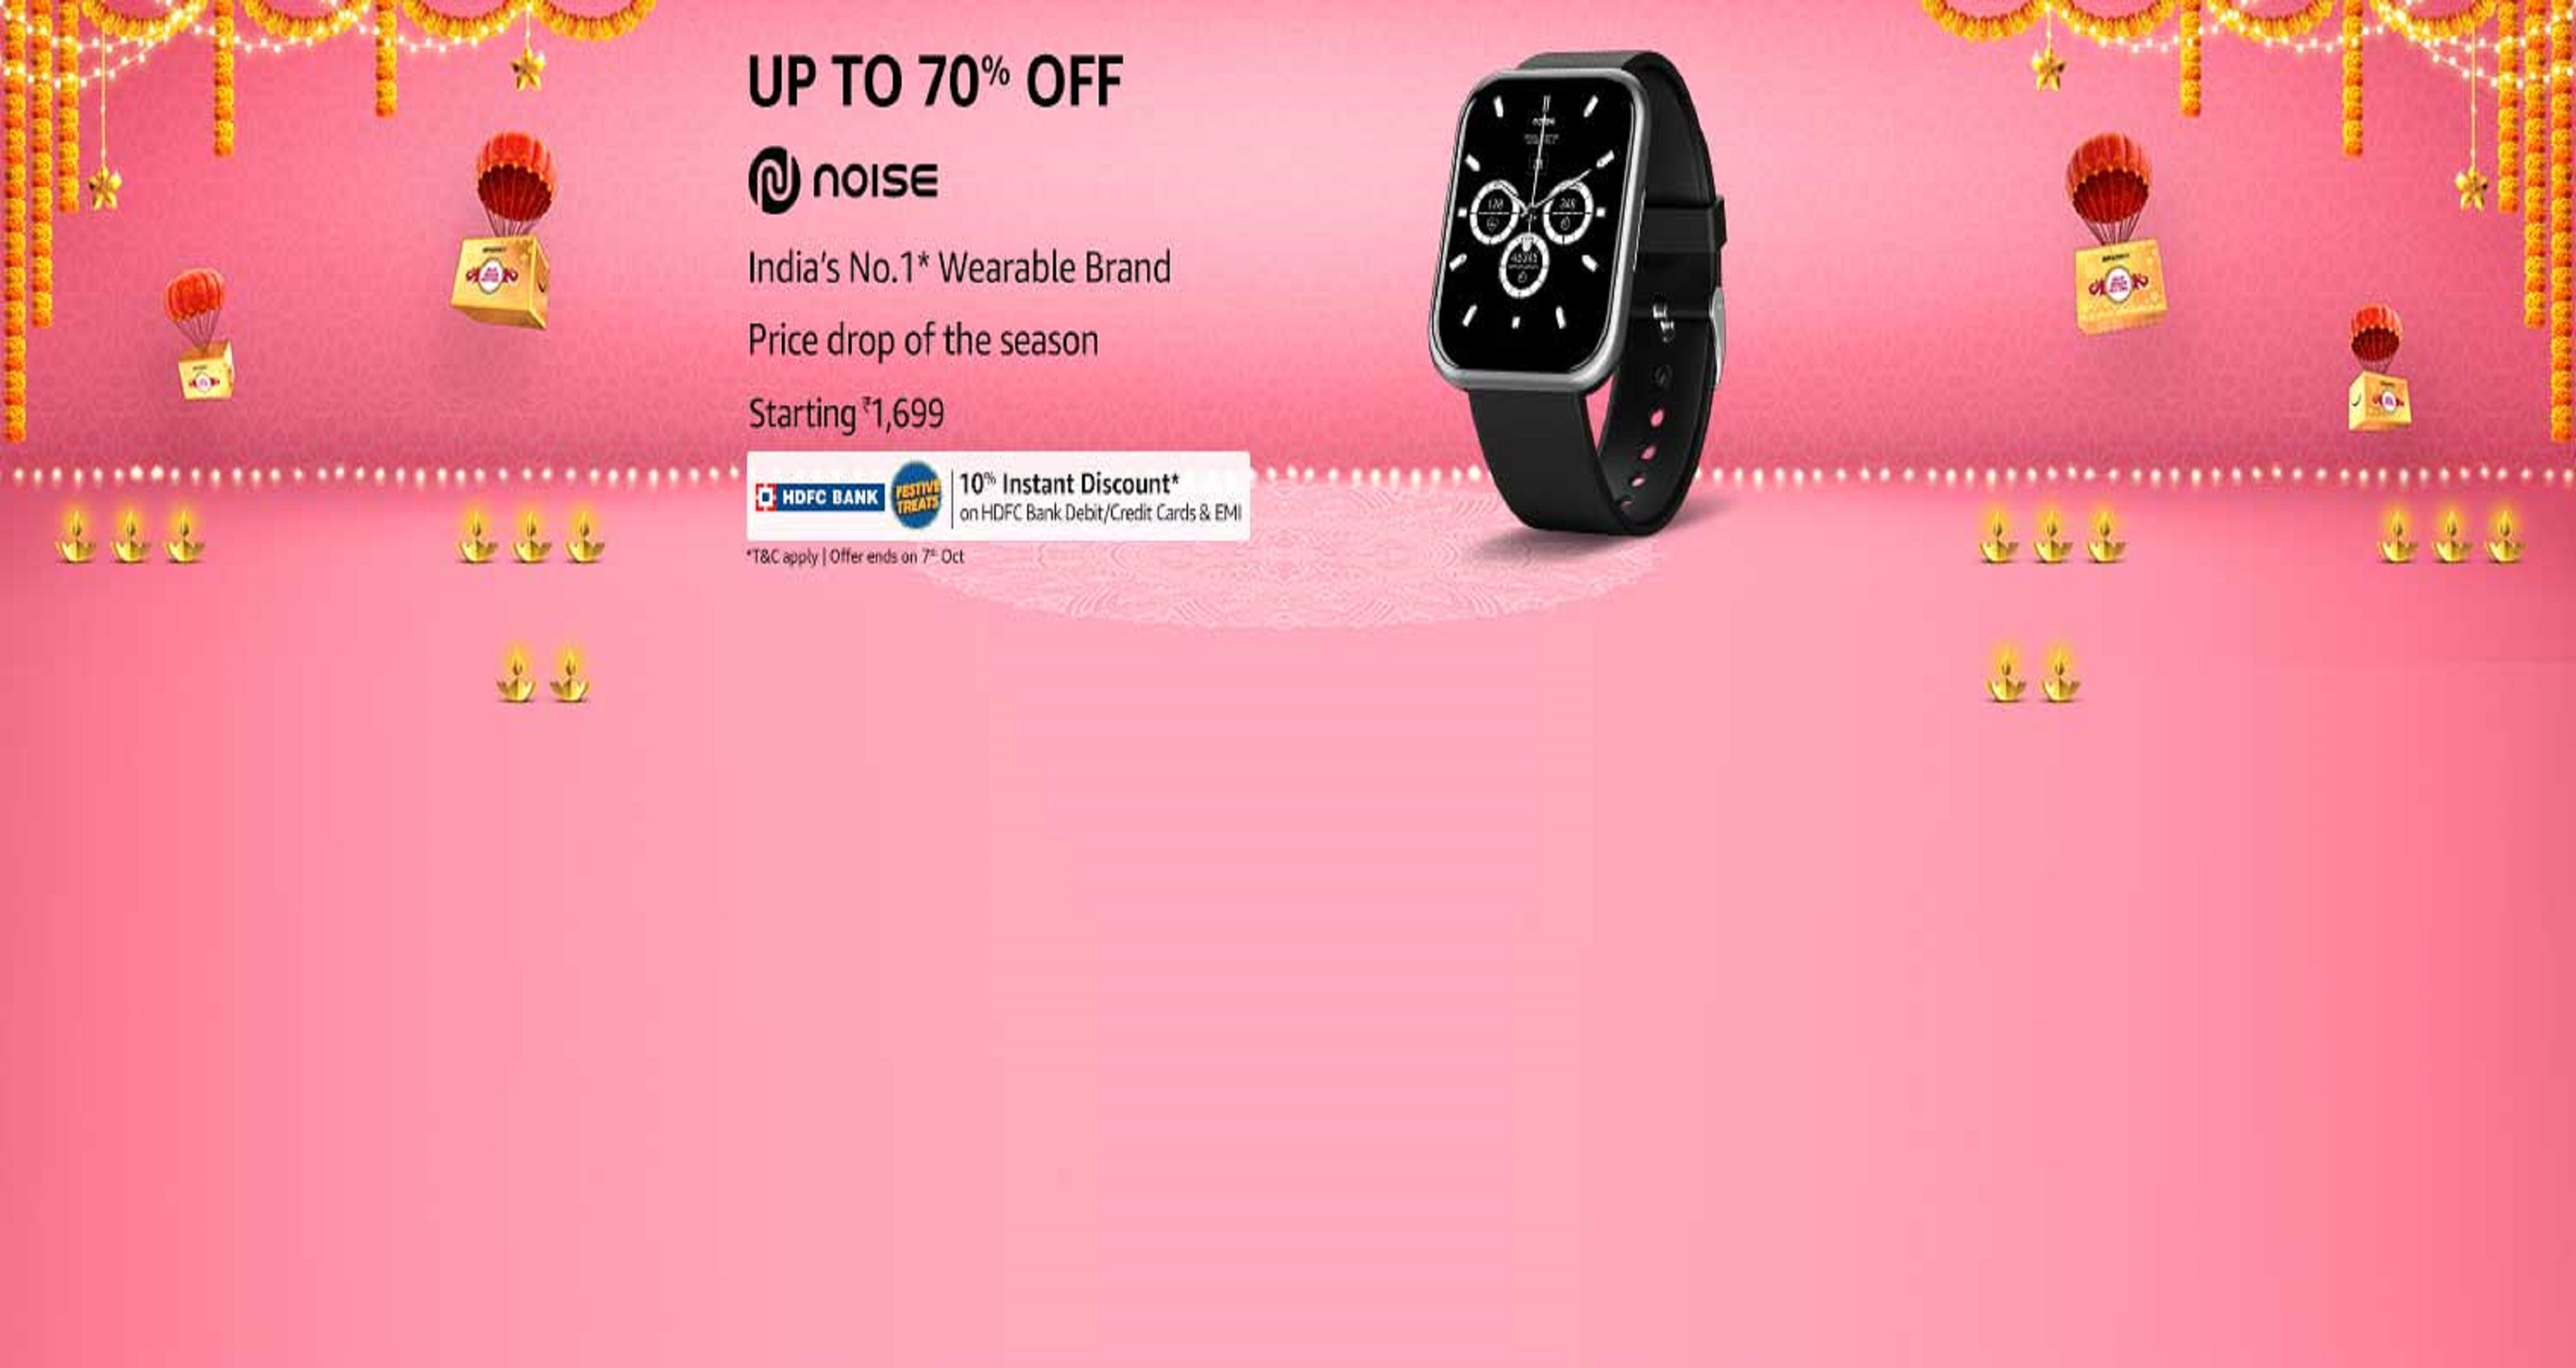 UP TO 70% OFF
NOISE
India's No.1* Wearable Brand
Price drop of the season
Starting ₹1,699
HDFC BANK
FESTIVE
TREATS
10% Instant Discount*
on HDFC Bank Debit/Credit Cards & EMI
*T&C apply | Offer ends on 7th Oct